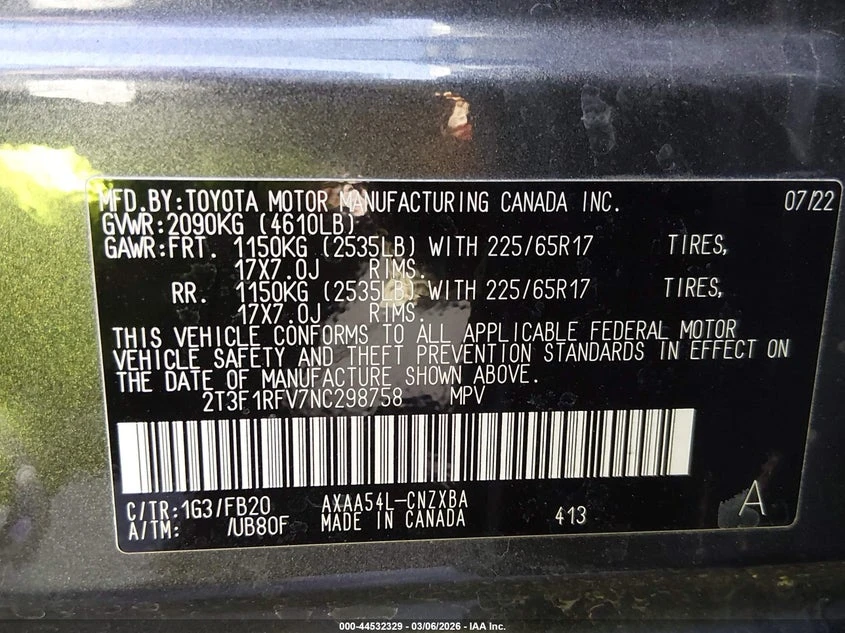 MFD.BY:TOYOTA MOTOR MANUFACTURING CANADA INC. 07/22
GVWR:2090KG (4610LB)
GAWR:FRT. 1150KG (2535LB) WITH 225/65R17 TIRES,
17X7.0J RIMS.
RR. 1150KG (2535LB) WITH 225/65R17 TIRES,
17X7.0J RIMS.
THIS VEHICLE CONFORMS TO ALL APPLICABLE FEDERAL MOTOR
VEHICLE SAFETY AND THEFT PREVENTION STANDARDS IN EFFECT ON
THE DATE OF MANUFACTURE SHOWN ABOVE.
2T3F1RFV7NC298758 MPV
C/TR:1G3/FB20 AXAA54L-CNZXBA
A/TM: /UB80F MADE IN CANADA 413 A
000-44532329 - 03/06/2026 - IAA Inc.